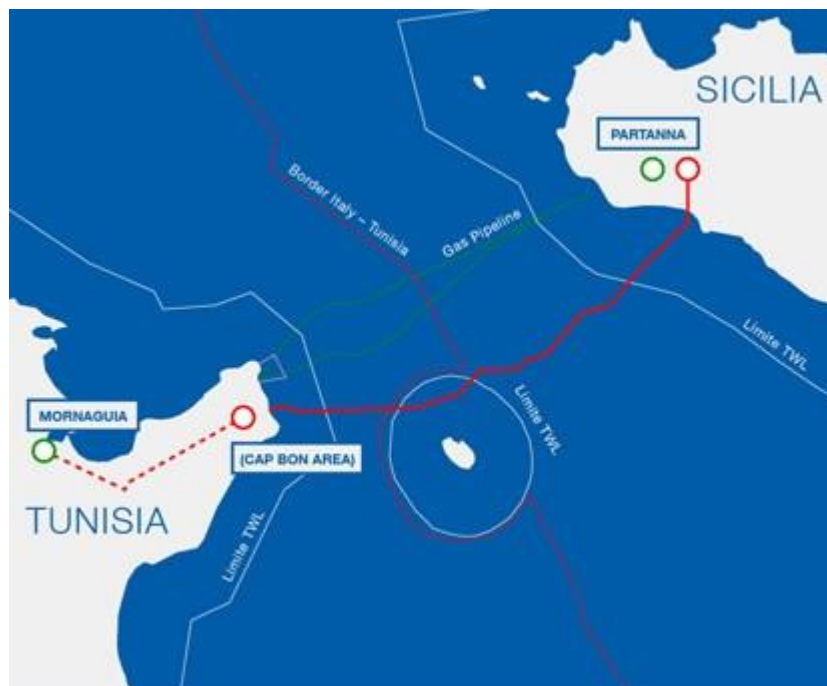 SICILIA
PARTANNA
Border Italy – Tunisia
Gas Pipeline
Limite TWL
Limite TWL
MORNAGUIA
(CAP BON AREA)
TUNISIA
Limite TWL